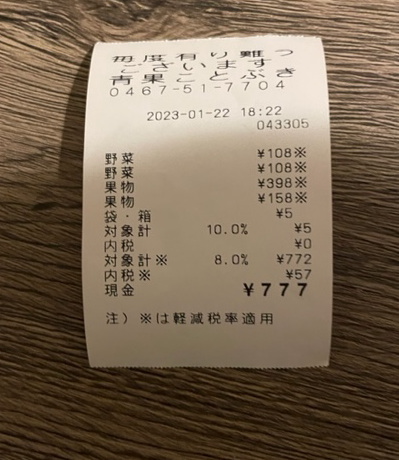 毎度有り難う
ございます
青果ことぶき
0467-51-7704
2023-01-22 18:22
043305
野菜 ¥108※
野菜 ¥108※
果物 ¥398※
果物 ¥158※
袋・箱 ¥5
対象計 10.0% ¥5
内税 ¥0
対象計※ 8.0% ¥772
内税※ ¥57
現金 ¥777
注）※は軽減税率適用